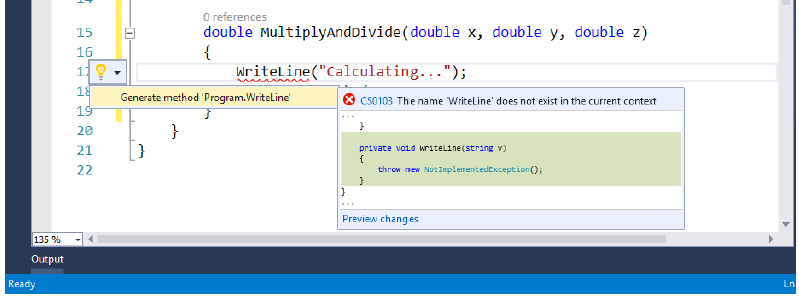 0 references
15 double MultiplyAndDivide(double x, double y, double z)
16 {
17 WriteLine("Calculating...");
18
Generate method 'Program.WriteLine'
CS0103 The name 'WriteLine' does not exist in the current context
...
}
private void WriteLine(string v)
{
throw new NotImplementedException();
}
}
...
Preview changes
19 }
20 }
21 }
22
135 %
Output
Ready
Ln